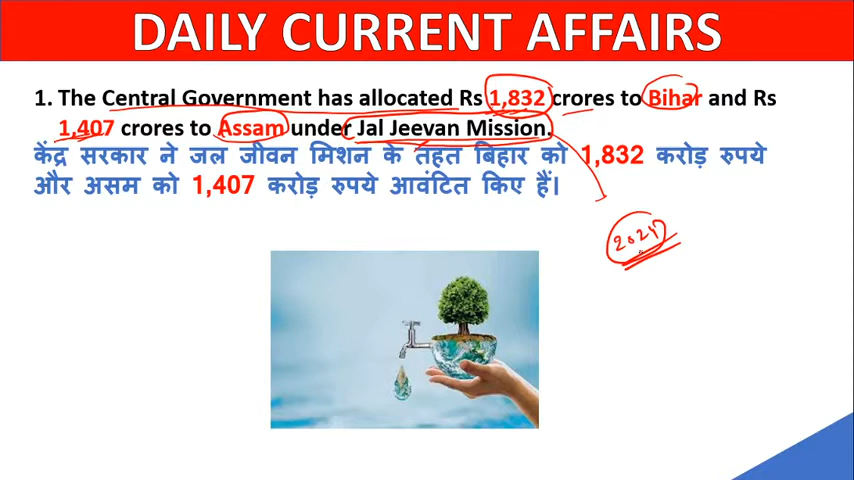 DAILY CURRENT AFFAIRS
1. The Central Government has allocated Rs 1,832 crores to Bihar and Rs
1,407 crores to Assam under Jal Jeevan Mission.
केंद्र सरकार ने जल जीवन मिशन के तहत बिहार को 1,832 करोड़ रुपये
और असम को 1,407 करोड़ रुपये आवंटित किए हैं।